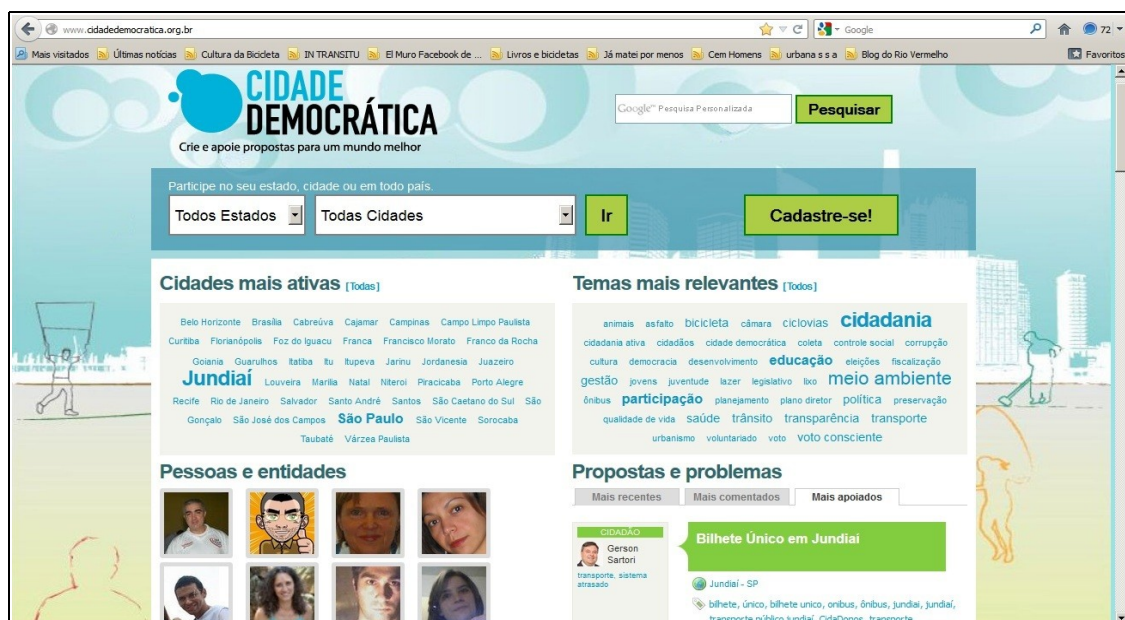 www.cidadedemocratica.org.br
Google
72
Mais visitados Últimas notícias Cultura da Bicicleta IN TRANSITU El Muro Facebook de ... Livros e bicicletas Já matei por menos Cem Homens urbana s s a Blog do Rio Vermelho Favoritos
CIDADE
DEMOCRÁTICA
Crie e apoie propostas para um mundo melhor
Google™ Pesquisa Personalizada
Pesquisar
Participe no seu estado, cidade ou em todo país.
Todos Estados Todas Cidades Ir Cadastre-se!
Cidades mais ativas [Todas]
Belo Horizonte Brasília Cabreúva Cajamar Campinas Campo Limpo Paulista
Curitiba Florianópolis Foz do Iguacu Franca Francisco Morato Franco da Rocha
Goiania Guarulhos Itatiba Itu Itupeva Jarinu Jordanesia Juazeiro
Jundiaí Louveira Marilia Natal Niteroi Piracicaba Porto Alegre
Recife Rio de Janeiro Salvador Santo André Santos São Caetano do Sul São
Gonçalo São José dos Campos São Paulo São Vicente Sorocaba
Taubaté Várzea Paulista
Temas mais relevantes [Todos]
animais asfalto bicicleta câmara ciclovias cidadania
cidadania ativa cidadãos cidade democrática coleta controle social corrupção
cultura democracia desenvolvimento educação eleições fiscalização
gestão jovens juventude lazer legislativo lixo meio ambiente
ônibus participação planejamento plano diretor política preservação
qualidade de vida saúde trânsito transparência transporte
urbanismo voluntariado voto voto consciente
Pessoas e entidades
Propostas e problemas
Mais recentes Mais comentados Mais apoiados
CIDADÃO
Gerson
Sartori
transporte, sistema
atrasado
Bilhete Único em Jundiai
Jundiaí - SP
bilhete, único, bilhete unico, onibus, ônibus, jundiai, jundiaí,
transporte público jundiaí, CidaDonos, transporte